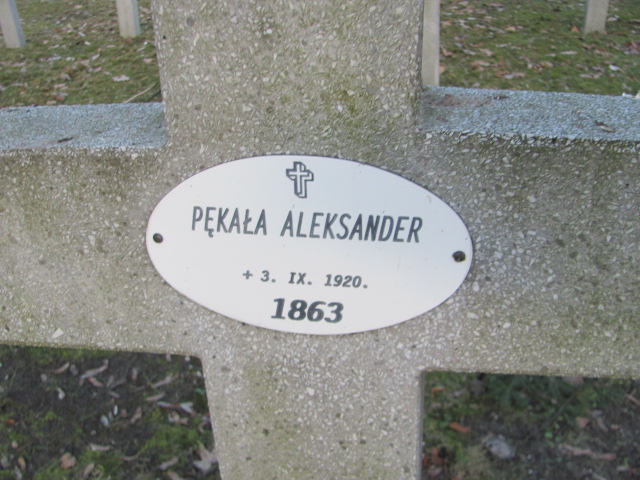 PĘKAŁA ALEKSANDER
+ 3. IX. 1920.
1863